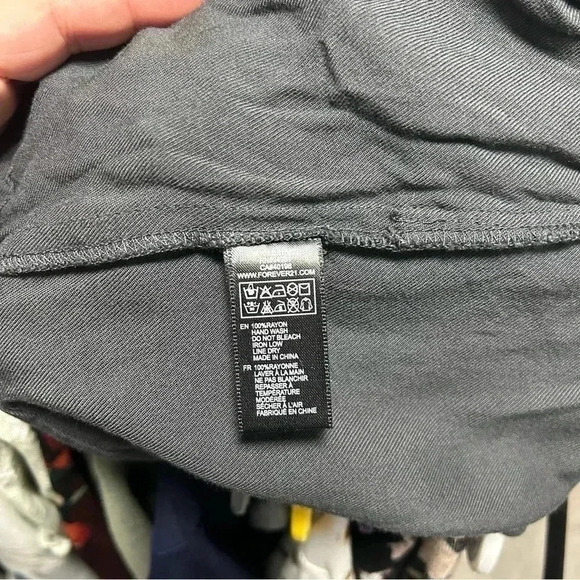 CA#40198
WWW.FOREVER21.COM
EN 100%RAYON
HAND WASH
DO NOT BLEACH
IRON LOW
LINE DRY
MADE IN CHINA
FR 100%RAYONNE
LAVER À LA MAIN
NE PAS BLANCHIR
REPASSER À
TEMPÉRATURE
MODÉRÉE
SÉCHER À L'AIR
FABRIQUÉ EN CHINE